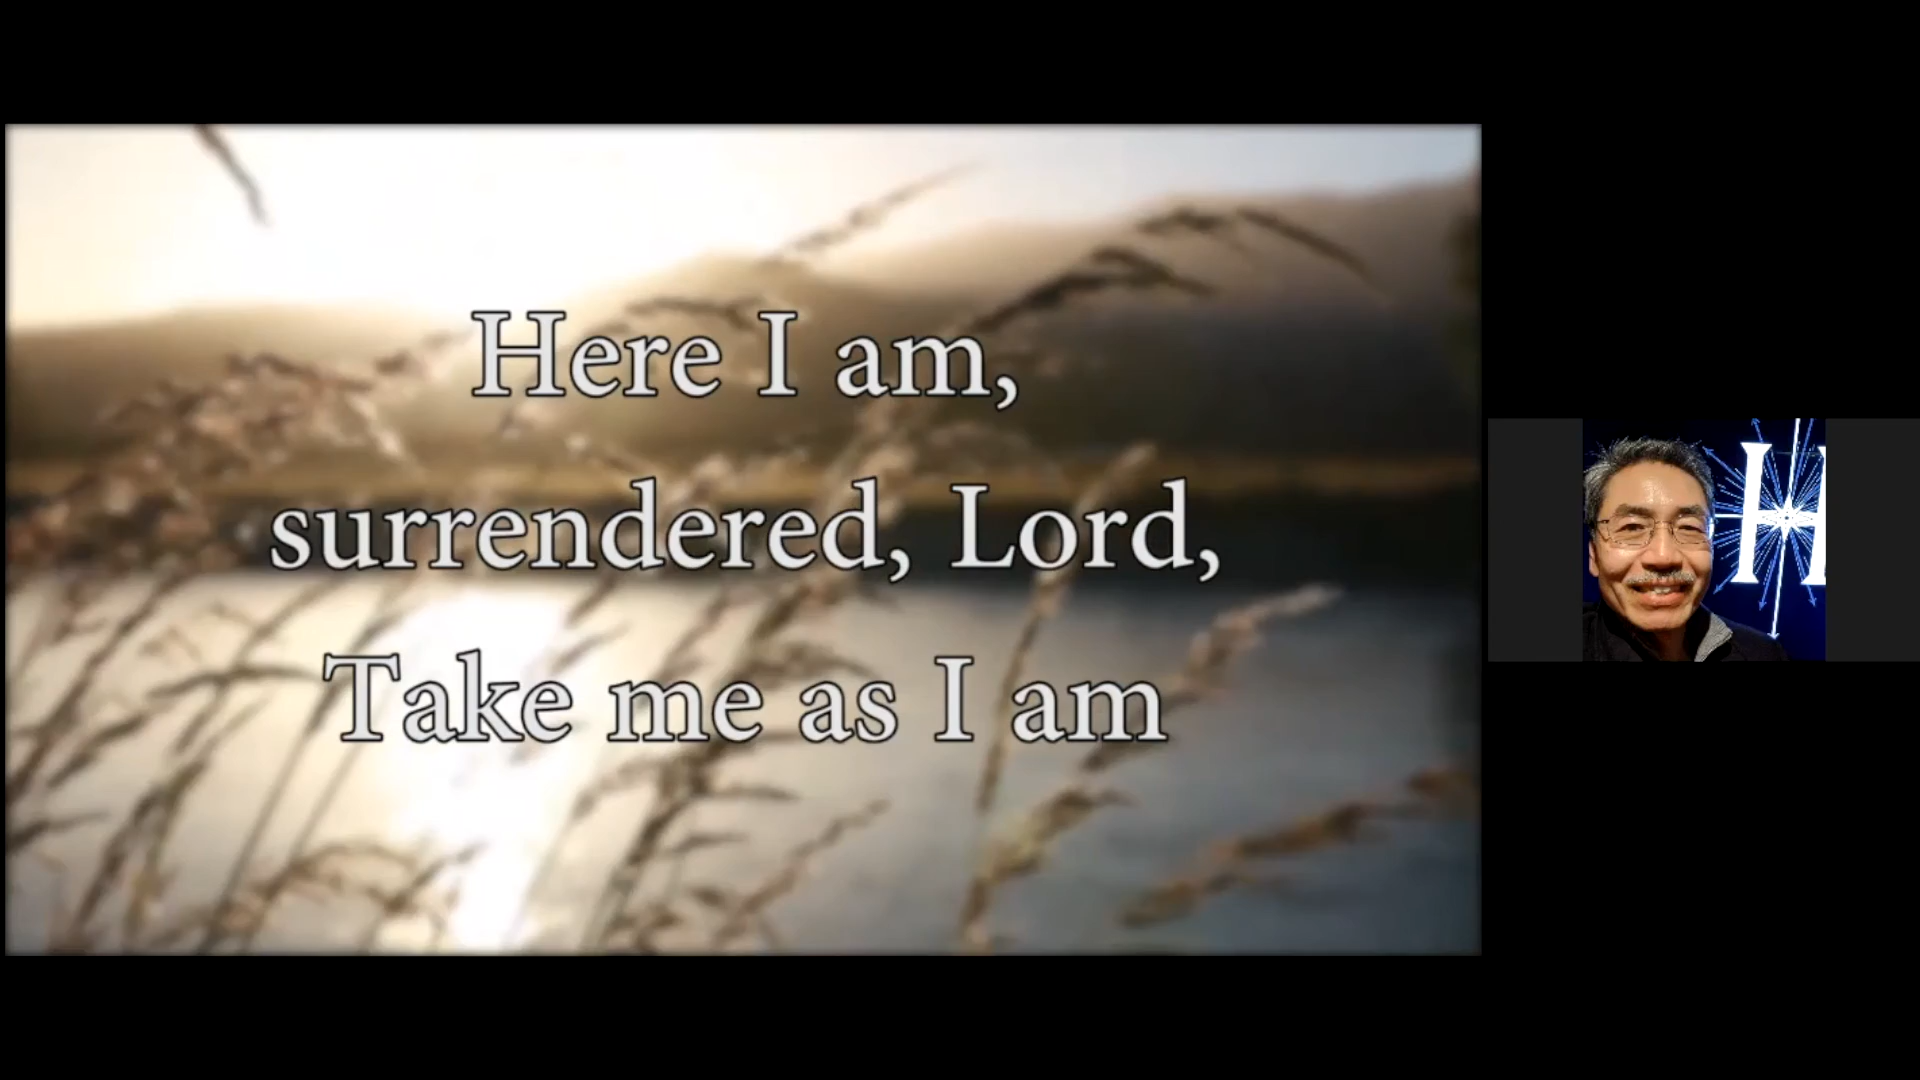 Here I am,
surrendered, Lord,
Take me as I am
H